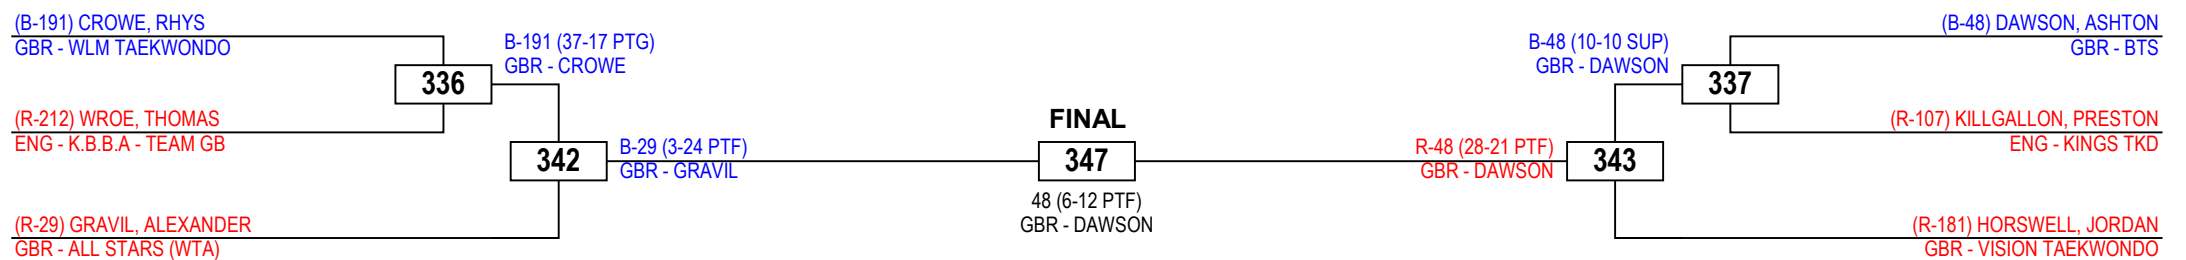 (B-191) CROWE, RHYS
GBR - WLM TAEKWONDO
B-191 (37-17 PTG)
GBR - CROWE
336
(R-212) WROE, THOMAS
ENG - K.B.B.A - TEAM GB
342
B-29 (3-24 PTF)
GBR - GRAVIL
(R-29) GRAVIL, ALEXANDER
GBR - ALL STARS (WTA)
FINAL
347
48 (6-12 PTF)
GBR - DAWSON
(B-48) DAWSON, ASHTON
GBR - BTS
B-48 (10-10 SUP)
GBR - DAWSON
337
(R-107) KILLGALLON, PRESTON
ENG - KINGS TKD
R-48 (28-21 PTF)
GBR - DAWSON
343
(R-181) HORSWELL, JORDAN
GBR - VISION TAEKWONDO